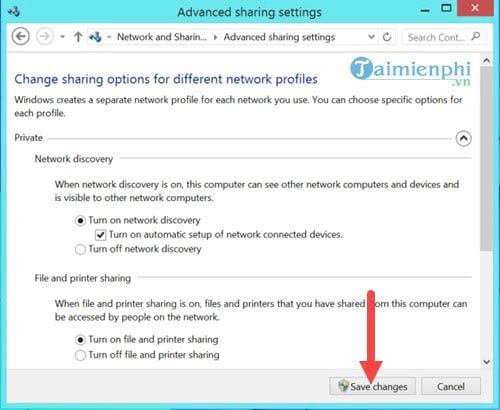 Advanced sharing settings
Network and Sharin... Advanced sharing settings
Search Cont...
Taimienphi
.vn
Change sharing options for different network profiles
Windows creates a separate network profile for each network you use. You can choose specific options for
each profile.
Private
Network discovery
When network discovery is on, this computer can see other network computers and devices and
is visible to other network computers.
Turn on network discovery
Turn on automatic setup of network connected devices.
Turn off network discovery
File and printer sharing
When file and printer sharing is on, files and printers that you have shared from this computer can
be accessed by people on the network.
Turn on file and printer sharing
Turn off file and printer sharing
Save changes
Cancel